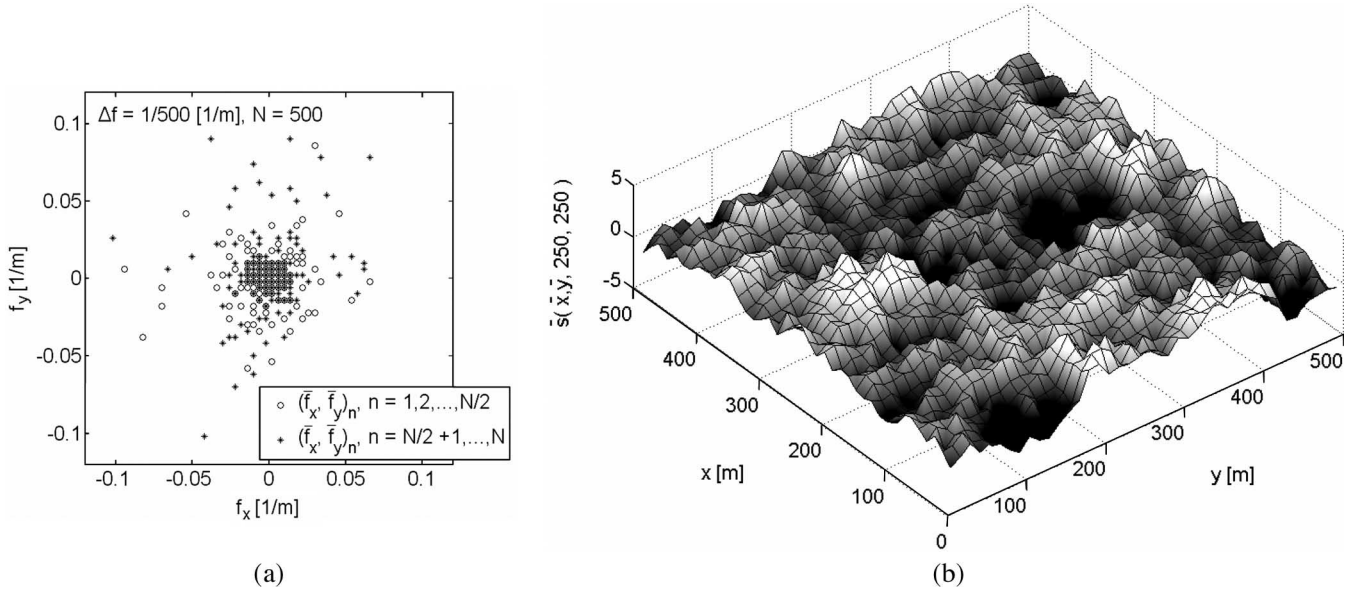 Δf = 1/500 [1/m], N = 500
0.1
0.05
0
-0.05
-0.1
f_y [1/m]
-0.1
-0.05
0
0.05
0.1
f_x [1/m]
(f̄_x, f̄_y)_n, n = 1,2,...,N/2
(f̄_x, f̄_y)_n, n = N/2 +1,...,N
(a)
s̄( x̄,ȳ, 250, 250 )
5
0
-5
500
400
300
200
100
0
x [m]
100
200
300
400
500
y [m]
(b)